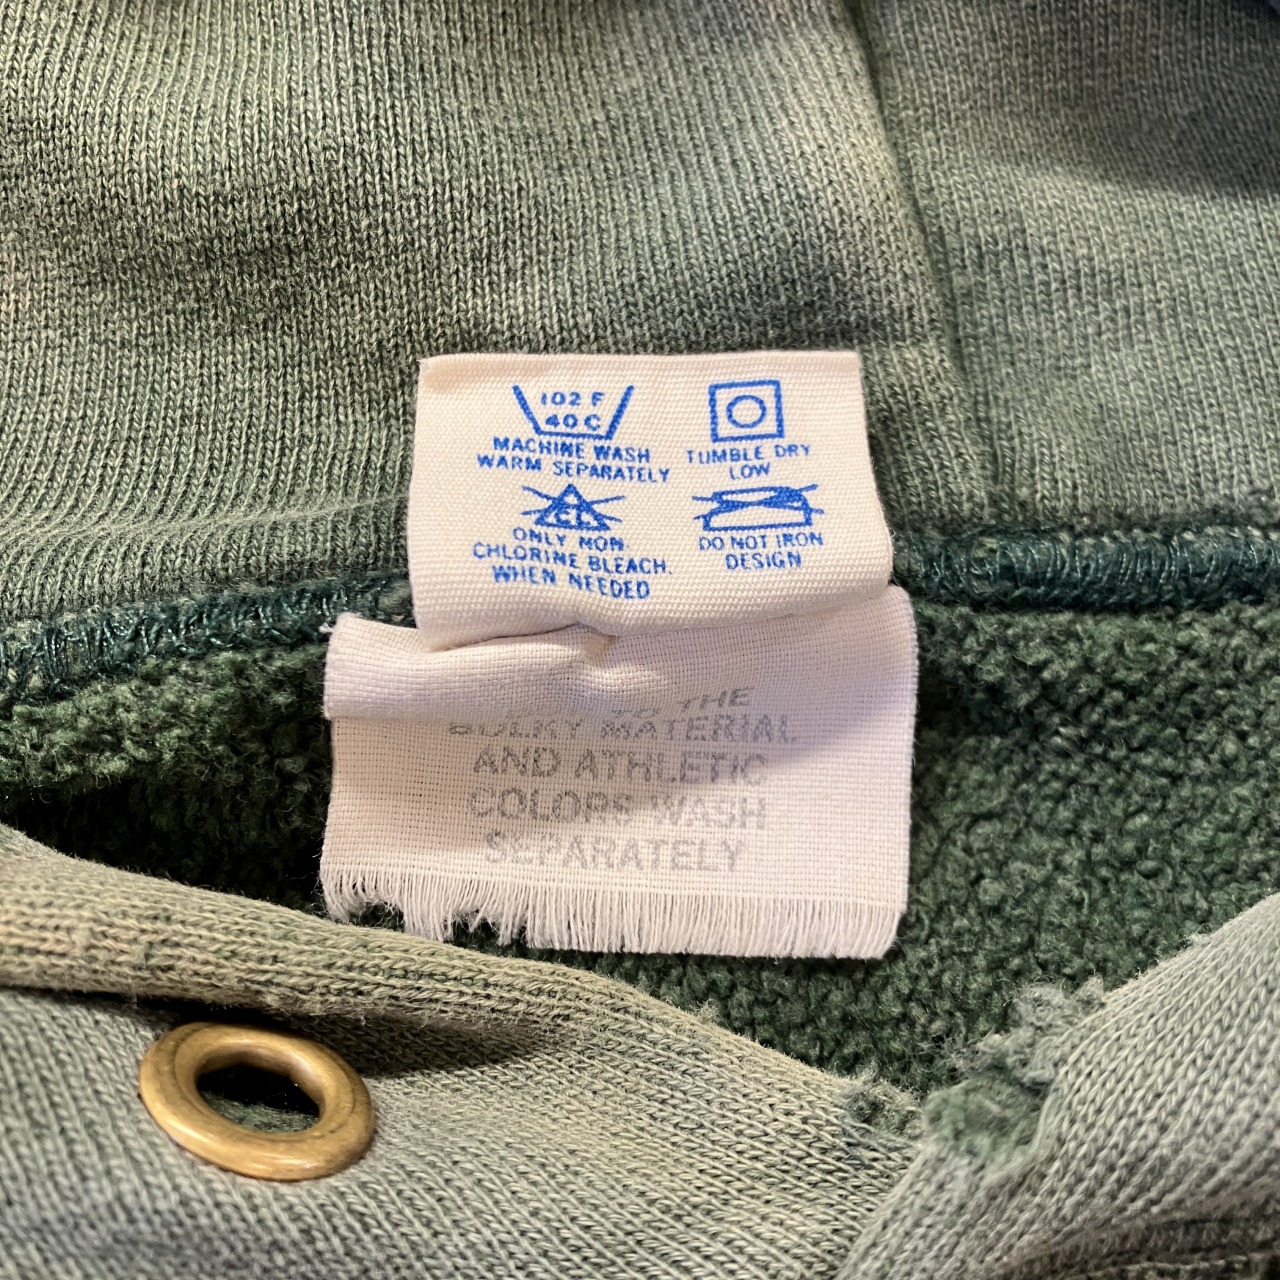 102 F
40 C
MACHINE WASH
WARM SEPARATELY
TUMBLE DRY
LOW
CL
ONLY NON
CHLORINE BLEACH.
WHEN NEEDED
DO NOT IRON
DESIGN
THE
BULKY MATERIAL
AND ATHLETIC
COLORS WASH
SEPARATELY